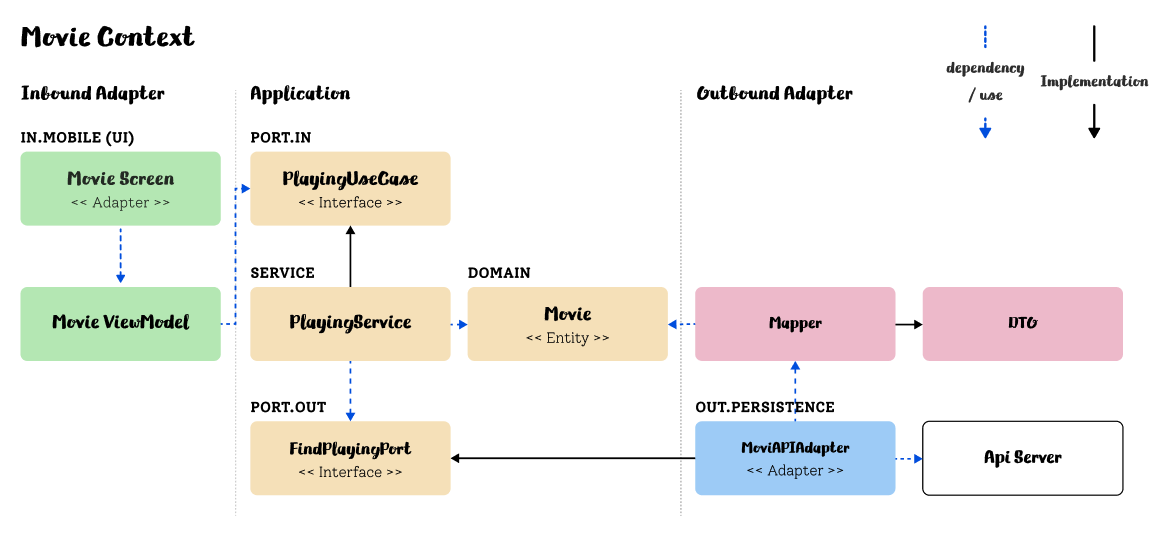 Movie Context
dependency
/ use
Implementation
Inbound Adapter
Application
Outbound Adapter
IN.MOBILE (UI)
PORT.IN
Movie Screen
<< Adapter >>
PlayingUseCase
<< Interface >>
SERVICE
DOMAIN
Movie ViewModel
PlayingService
Movie
<< Entity >>
Mapper
DTO
PORT.OUT
OUT.PERSISTENCE
FindPlayingPort
<< Interface >>
MoviAPIAdapter
<< Adapter >>
Api Server